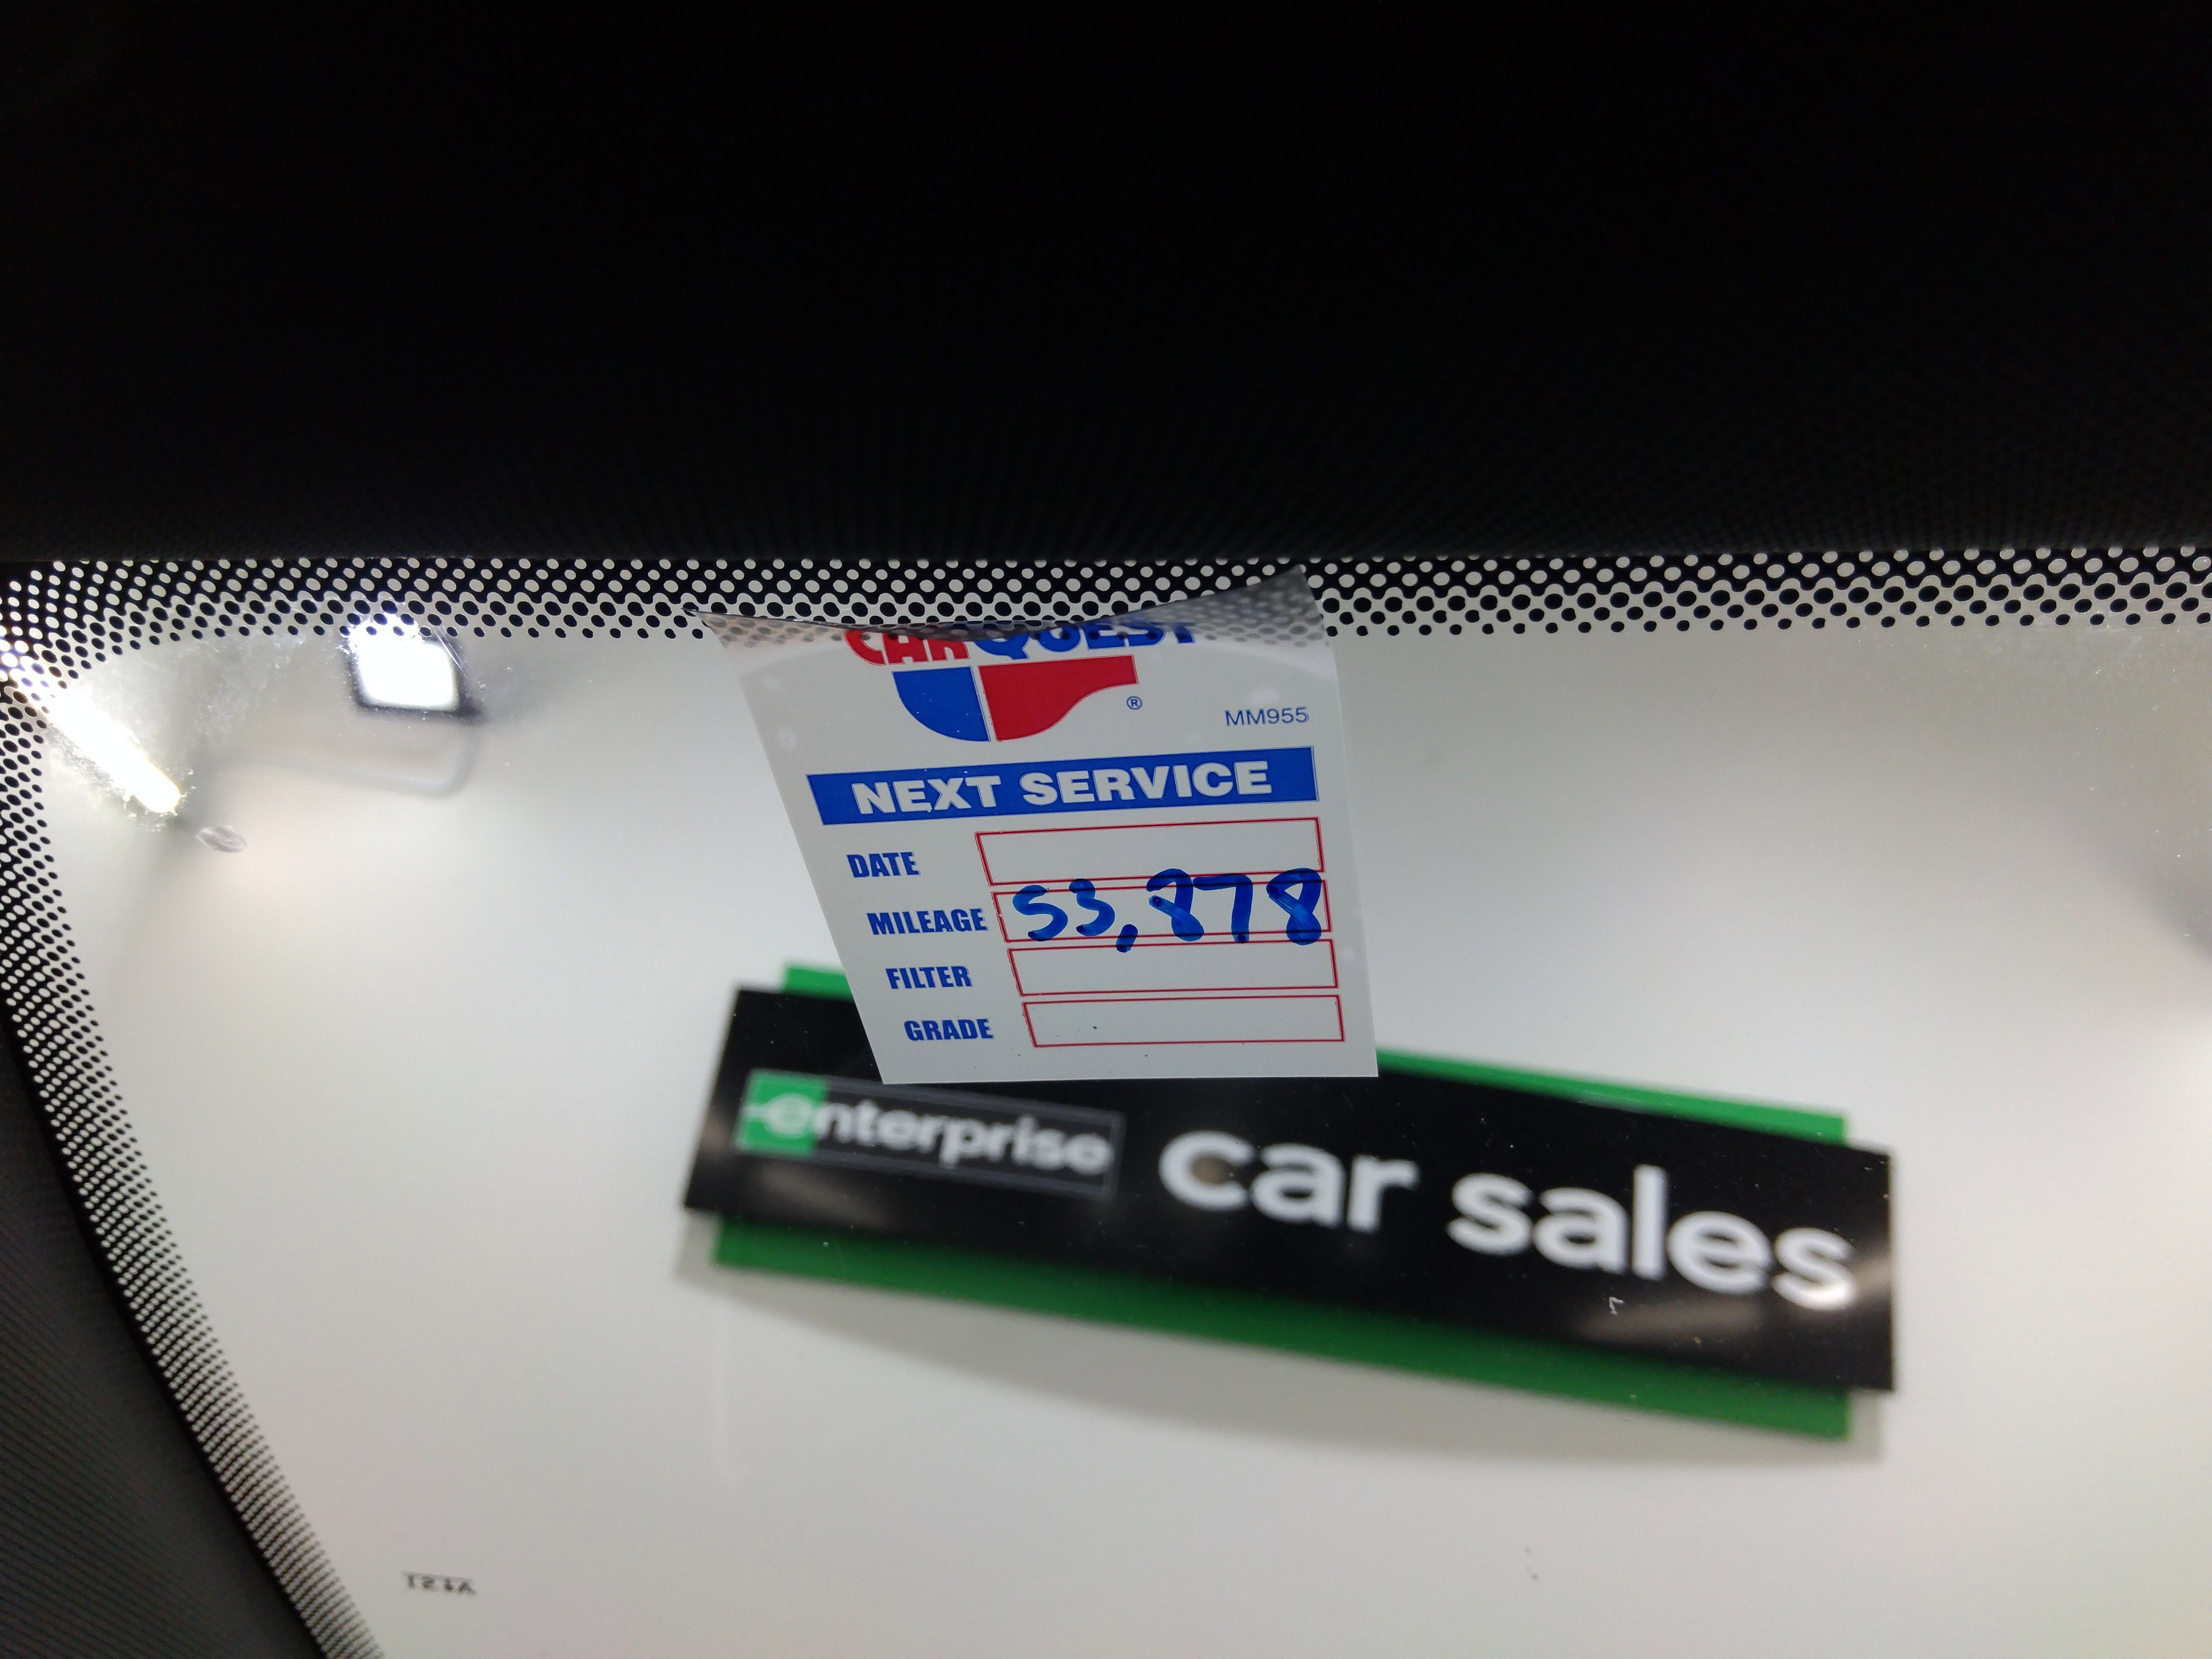 CARQUEST
®
MM955
NEXT SERVICE
DATE
MILEAGE 53,878
FILTER
GRADE
enterprise car sales